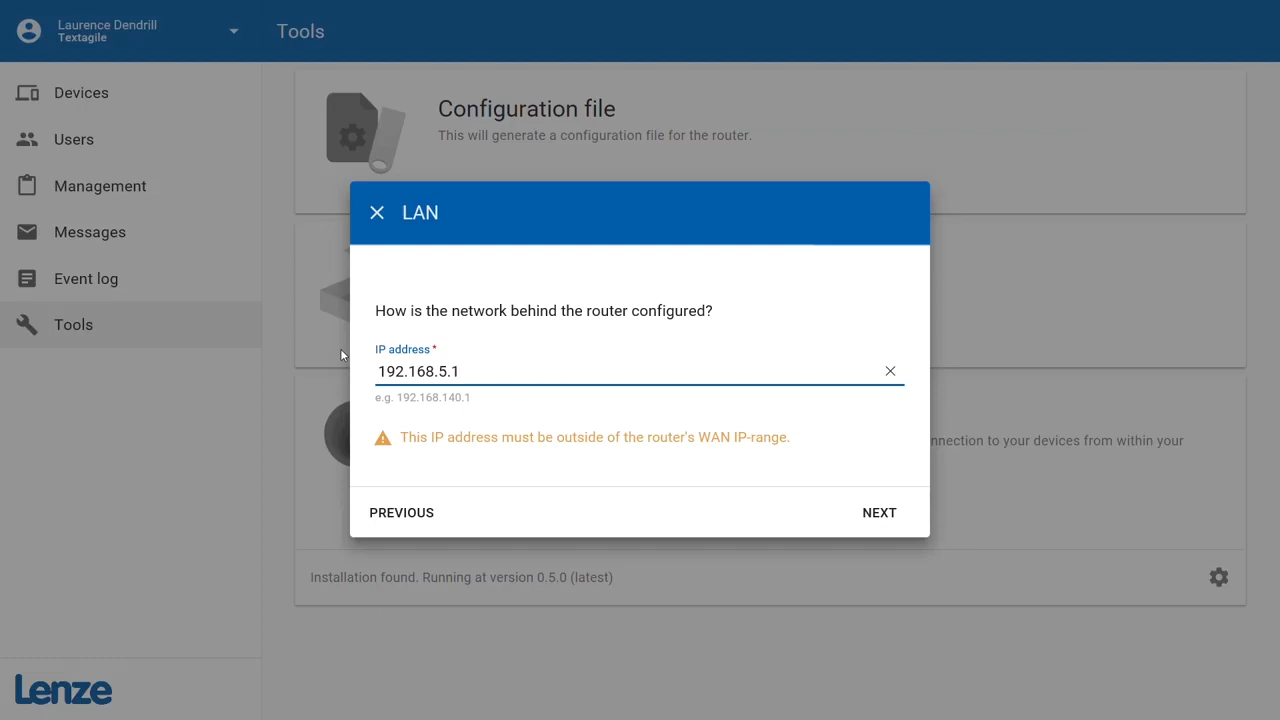 Laurence Dendrill
Textagile
Tools
Devices
Users
Management
Messages
Event log
Tools
Configuration file
This will generate a configuration file for the router.
LAN
How is the network behind the router configured?
IP address *
192.168.5.1
e.g. 192.168.140.1
This IP address must be outside of the router's WAN IP-range.
nnection to your devices from within your
PREVIOUS
NEXT
Installation found. Running at version 0.5.0 (latest)
Lenze